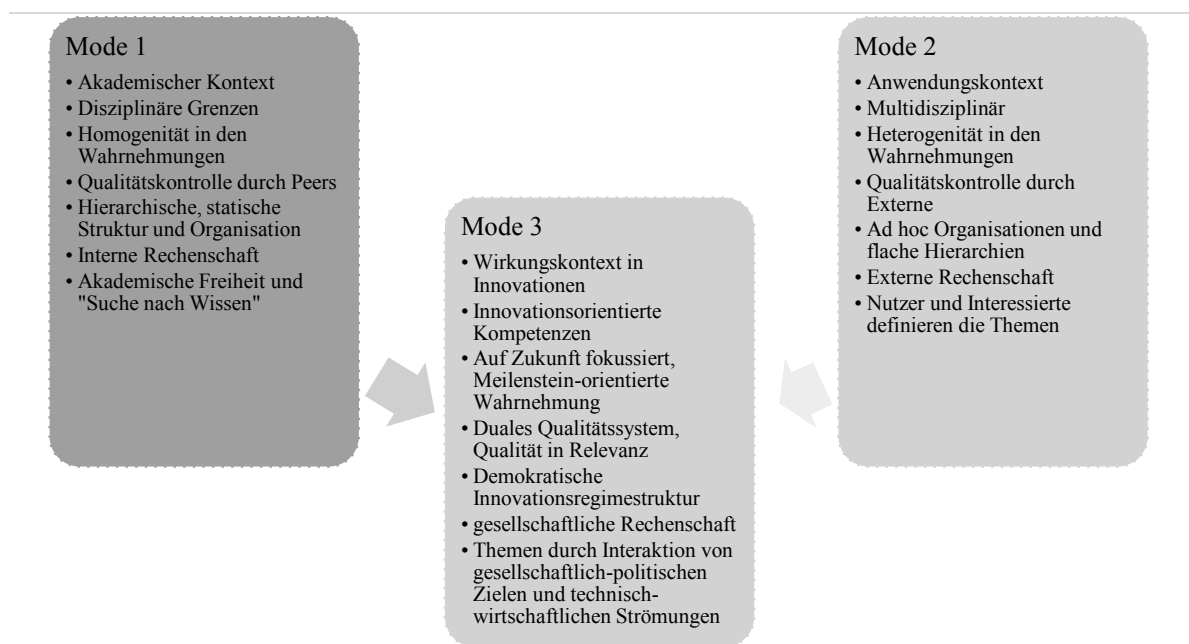 Mode 1
• Akademischer Kontext
• Disziplinäre Grenzen
• Homogenität in den
Wahrnehmungen
• Qualitätskontrolle durch Peers
• Hierarchische, statische
Struktur und Organisation
• Interne Rechenschaft
• Akademische Freiheit und
"Suche nach Wissen"
Mode 2
• Anwendungskontext
• Multidisziplinär
• Heterogenität in den
Wahrnehmungen
• Qualitätskontrolle durch
Externe
• Ad hoc Organisationen und
flache Hierarchien
• Externe Rechenschaft
• Nutzer und Interessierte
definieren die Themen
Mode 3
• Wirkungskontext in
Innovationen
• Innovationsorientierte
Kompetenzen
• Auf Zukunft fokussiert,
Meilenstein-orientierte
Wahrnehmung
• Duales Qualitätssystem,
Qualität in Relevanz
• Demokratische
Innovationsregimestruktur
• gesellschaftliche Rechenschaft
• Themen durch Interaktion von
gesellschaftlich-politischen
Zielen und technisch-
wirtschaftlichen Strömungen